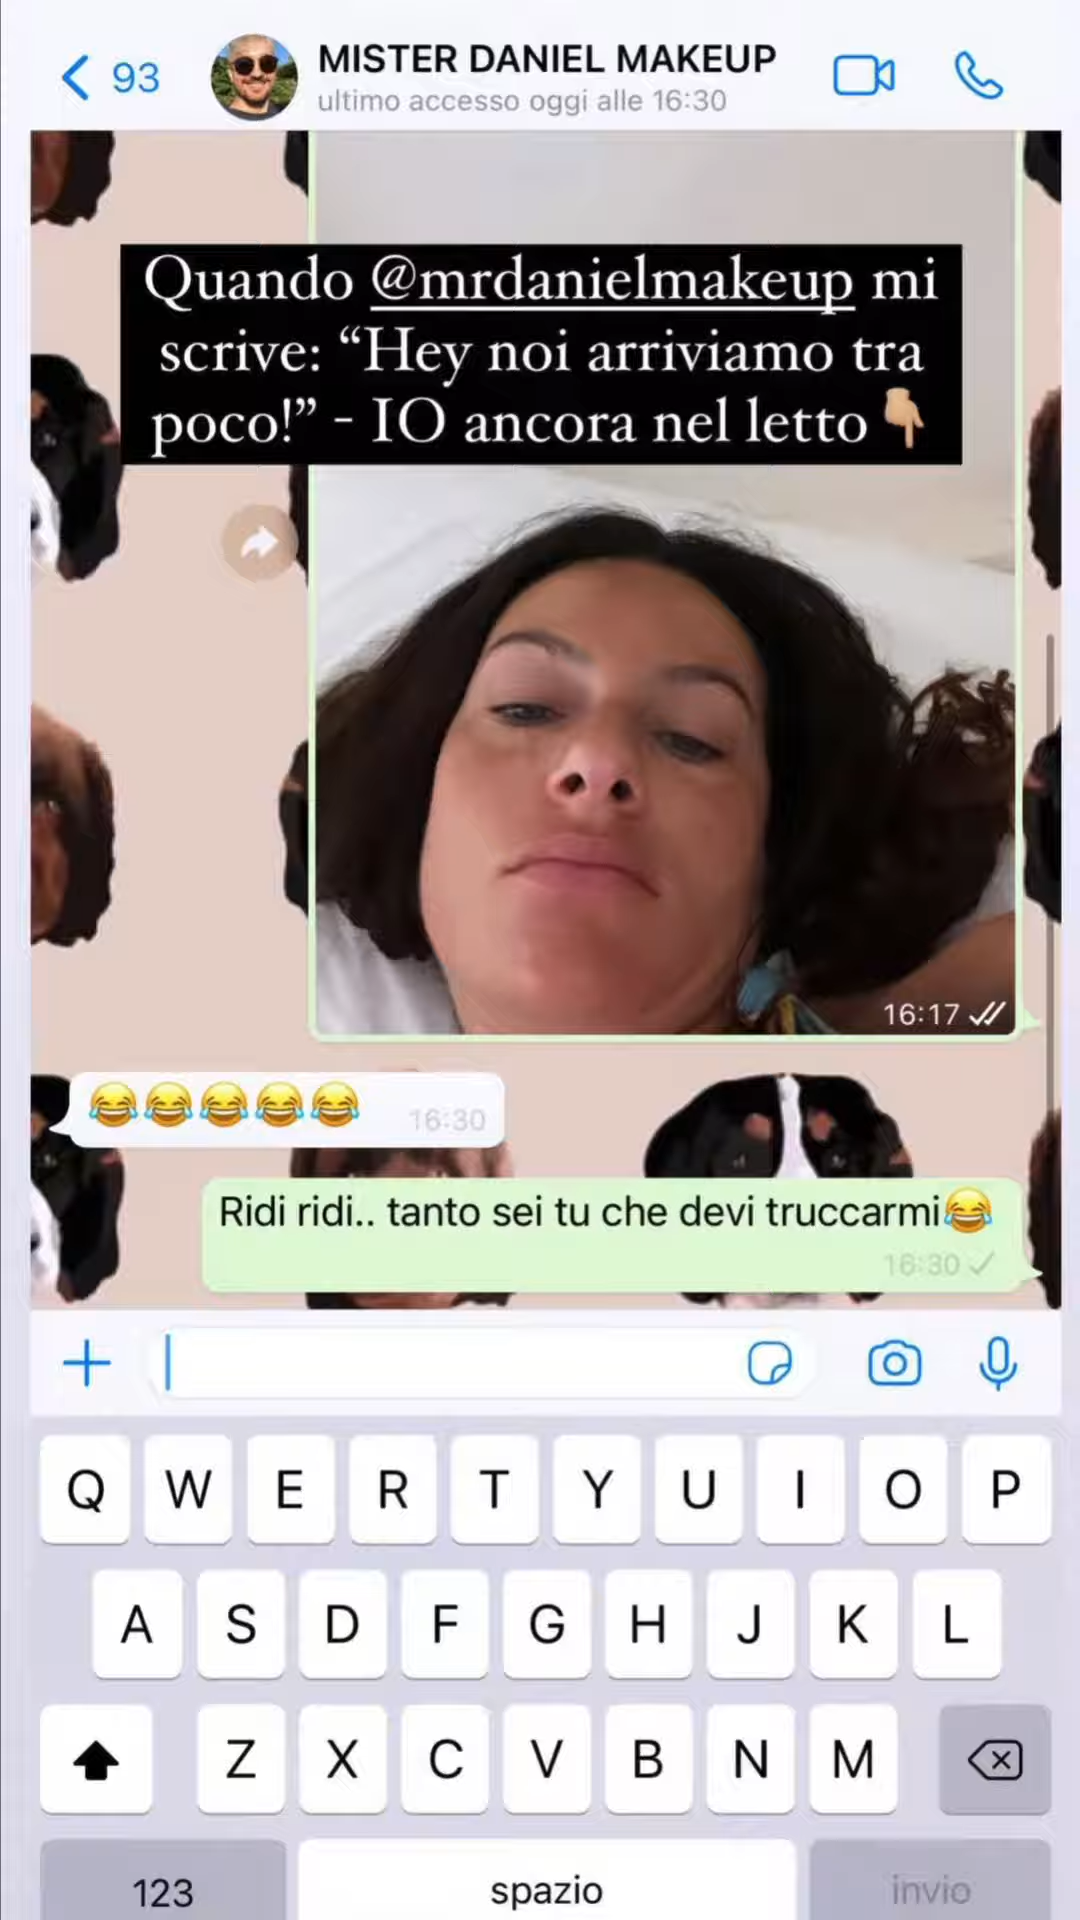 93
MISTER DANIEL MAKEUP
ultimo accesso oggi alle 16:30
Quando @mrdanielmakeup mi
scrive: “Hey noi arriviamo tra
poco!” - IO ancora nel letto👇🏼
16:17
😂😂😂😂😂 16:30
Ridi ridi.. tanto sei tu che devi truccarmi😂
16:30
Q W E R T Y U I O P
A S D F G H J K L
Z X C V B N M
123 spazio invio